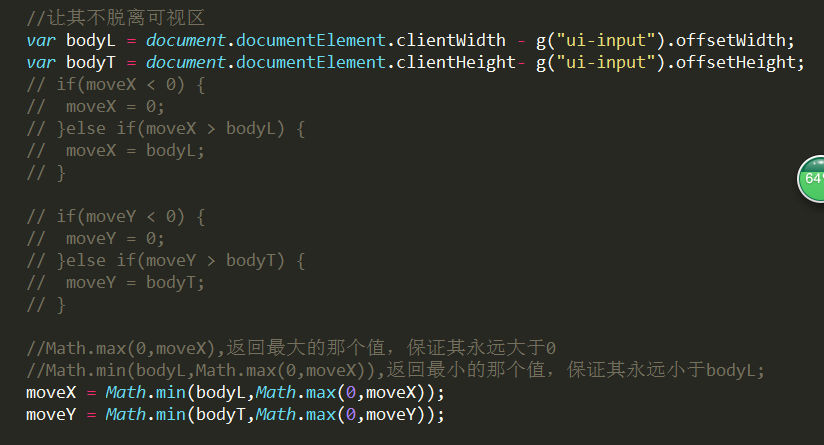 //让其不脱离可视区
var bodyL = document.documentElement.clientWidth - g("ui-input").offsetWidth;
var bodyT = document.documentElement.clientHeight- g("ui-input").offsetHeight;
// if(moveX < 0) {
//  moveX = 0;
// }else if(moveX > bodyL) {
//  moveX = bodyL;
// }
// if(moveY < 0) {
//  moveY = 0;
// }else if(moveY > bodyT) {
//  moveY = bodyT;
// }
//Math.max(0,moveX),返回最大的那个值，保证其永远大于0
//Math.min(bodyL,Math.max(0,moveX)),返回最小的那个值，保证其永远小于bodyL;
moveX = Math.min(bodyL,Math.max(0,moveX));
moveY = Math.min(bodyT,Math.max(0,moveY));